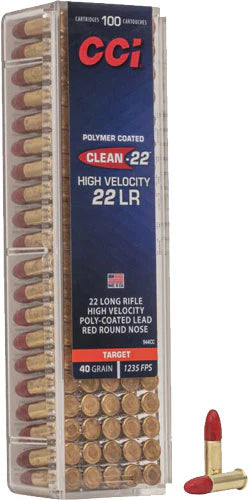 CARTRIDGES 100 CARTOUCHES
CCI
POLYMER COATED
CLEAN-22
HIGH VELOCITY
22 LR
22 LONG RIFLE
HIGH VELOCITY
POLY-COATED LEAD
RED ROUND NOSE
944CC
TARGET
40 GRAIN 1235 FPS